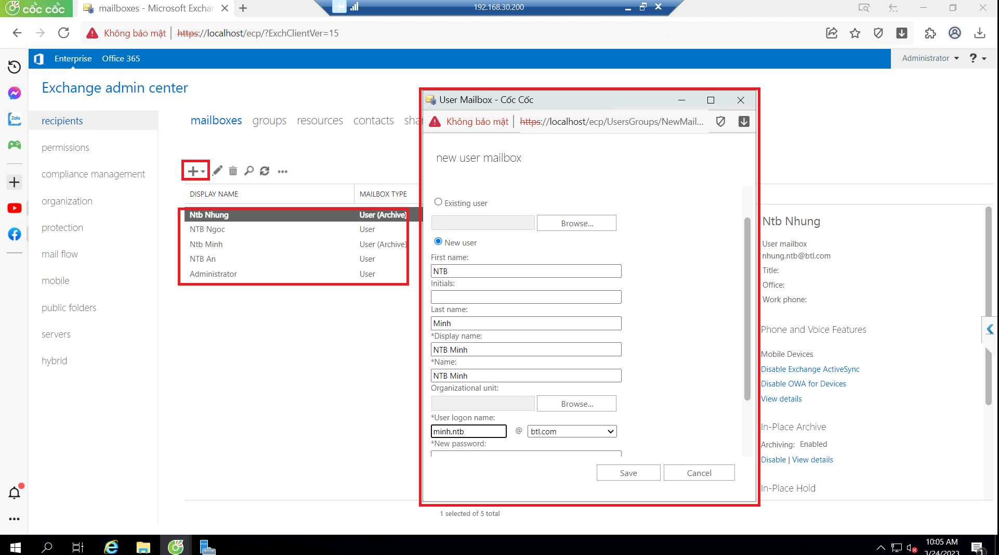 cốc cốc
mailboxes - Microsoft Exchar
192.168.30.200
Không bảo mật
https://localhost/ecp/?ExchClientVer=15
Enterprise
Office 365
Administrator
?
Exchange admin center
User Mailbox - Cốc Cốc
Zalo
recipients
mailboxes
groups
resources
contacts
shar
Không bảo mật
https://localhost/ecp/UsersGroups/NewMail...
permissions
compliance management
organization
protection
mail flow
mobile
public folders
servers
hybrid
DISPLAY NAME
MAILBOX TYPE
Ntb Nhung
User (Archive)
NTB Ngoc
User
Ntb Minh
User (Archive)
NTB An
User
Administrator
User
new user mailbox
Existing user
Browse...
New user
First name:
NTB
Initials:
Last name:
Minh
*Display name:
NTB Minh
*Name:
NTB Minh
Organizational unit:
Browse...
*User logon name:
minh.ntb
@
btl.com
*New password:
Save
Cancel
Ntb Nhung
User mailbox
nhung.ntb@btl.com
Title:
Office:
Work phone:
Phone and Voice Features
Mobile Devices
Disable Exchange ActiveSync
Disable OWA for Devices
View details
In-Place Archive
Archiving: Enabled
Disable | View details
In-Place Hold
1 selected of 5 total
10:05 AM
3/24/2023
1